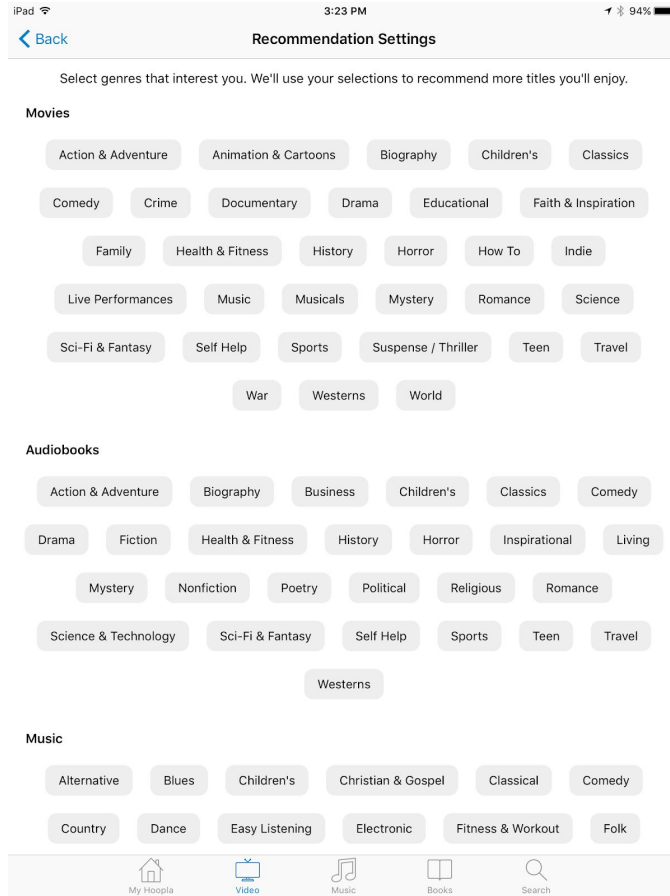 iPad 3:23 PM 94%
Back Recommendation Settings
Select genres that interest you. We'll use your selections to recommend more titles you'll enjoy.
Movies
Action & Adventure Animation & Cartoons Biography Children's Classics
Comedy Crime Documentary Drama Educational Faith & Inspiration
Family Health & Fitness History Horror How To Indie
Live Performances Music Musicals Mystery Romance Science
Sci-Fi & Fantasy Self Help Sports Suspense / Thriller Teen Travel
War Westerns World
Audiobooks
Action & Adventure Biography Business Children's Classics Comedy
Drama Fiction Health & Fitness History Horror Inspirational Living
Mystery Nonfiction Poetry Political Religious Romance
Science & Technology Sci-Fi & Fantasy Self Help Sports Teen Travel
Westerns
Music
Alternative Blues Children's Christian & Gospel Classical Comedy
Country Dance Easy Listening Electronic Fitness & Workout Folk
My Hoopla Video Music Books Search